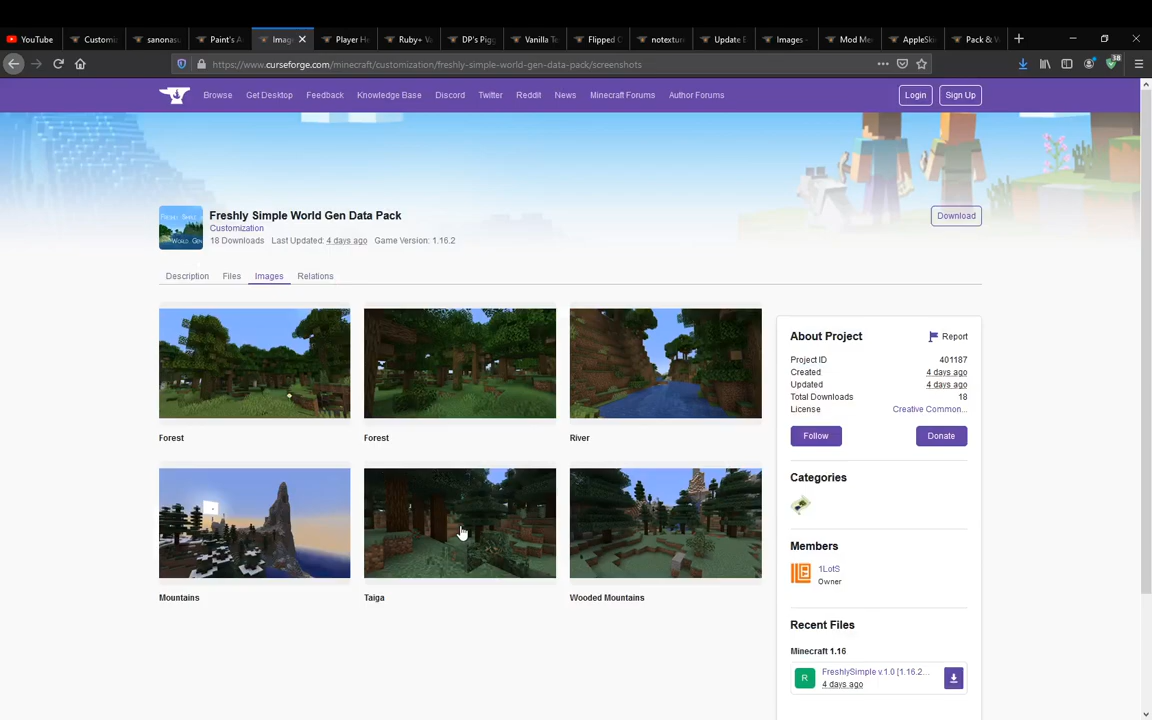 YouTube
Customi
sanonasu
Paint's A
Imag
Player He
Ruby+ V
DP's Pigg
Vanilla To
Flipped C
notextur
Update E
Images -
Mod Me
AppleSki
Pack & V
https://www.curseforge.com/minecraft/customization/freshly-simple-world-gen-data-pack/screenshots
38
Browse
Get Desktop
Feedback
Knowledge Base
Discord
Twitter
Reddit
News
Minecraft Forums
Author Forums
Login
Sign Up
Freshly Simple World Gen Data Pack
Customization
18 Downloads Last Updated: 4 days ago Game Version: 1.16.2
Download
Description
Files
Images
Relations
Forest
Forest
River
Mountains
Taiga
Wooded Mountains
About Project
Report
Project ID 401187
Created 4 days ago
Updated 4 days ago
Total Downloads 18
License Creative Common...
Follow
Donate
Categories
Members
1LotS
Owner
Recent Files
Minecraft 1.16
R
FreshlySimple v.1.0 [1.16.2...
4 days ago